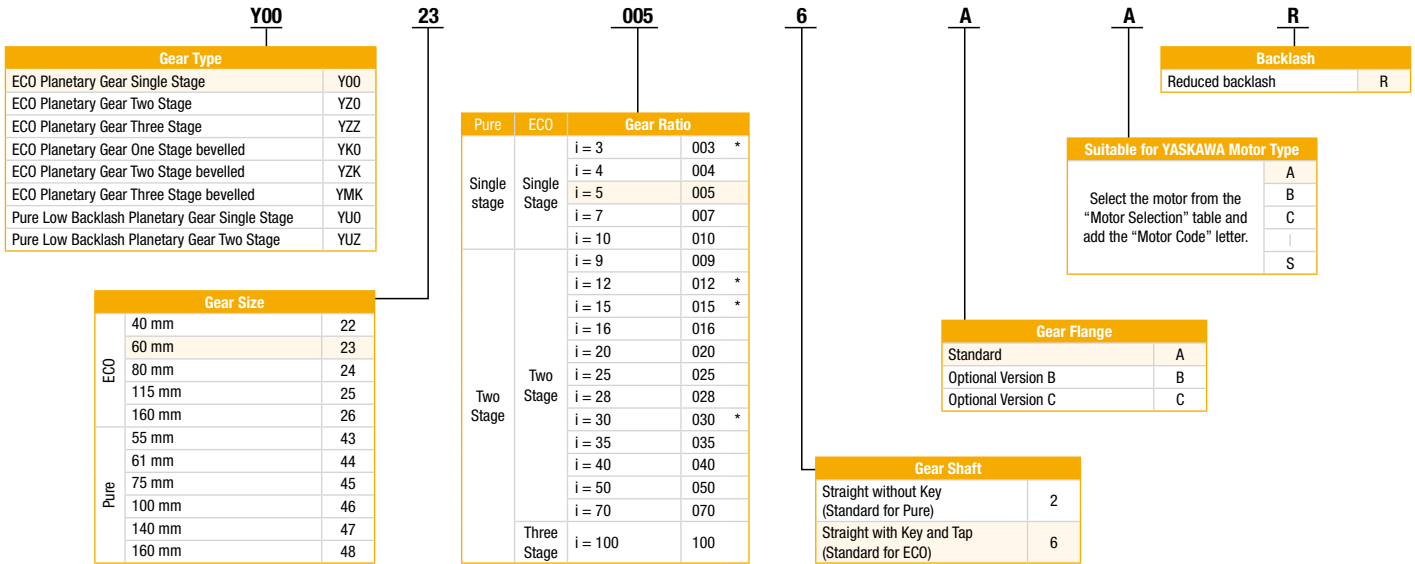 Y00 23 005 6 A A R
Gear Type
ECO Planetary Gear Single Stage Y00
ECO Planetary Gear Two Stage YZ0
ECO Planetary Gear Three Stage YZZ
ECO Planetary Gear One Stage bevelled YK0
ECO Planetary Gear Two Stage bevelled YZK
ECO Planetary Gear Three Stage bevelled YMK
Pure Low Backlash Planetary Gear Single Stage YU0
Pure Low Backlash Planetary Gear Two Stage YUZ
Gear Size
ECO
40 mm 22
60 mm 23
80 mm 24
115 mm 25
160 mm 26
Pure
55 mm 43
61 mm 44
75 mm 45
100 mm 46
140 mm 47
160 mm 48
Pure ECO Gear Ratio
Single
stage
Single
Stage
i = 3 003 *
i = 4 004
i = 5 005
i = 7 007
i = 10 010
Two
Stage
Two
Stage
i = 9 009
i = 12 012 *
i = 15 015 *
i = 16 016
i = 20 020
i = 25 025
i = 28 028
i = 30 030 *
i = 35 035
i = 40 040
i = 50 050
i = 70 070
Three
Stage
i = 100 100
Gear Shaft
Straight without Key
(Standard for Pure) 2
Straight with Key and Tap
(Standard for ECO) 6
Gear Flange
Standard A
Optional Version B B
Optional Version C C
Suitable for YASKAWA Motor Type
Select the motor from the
“Motor Selection” table and
add the “Motor Code” letter.
A
B
C
|
S
Backlash
Reduced backlash R